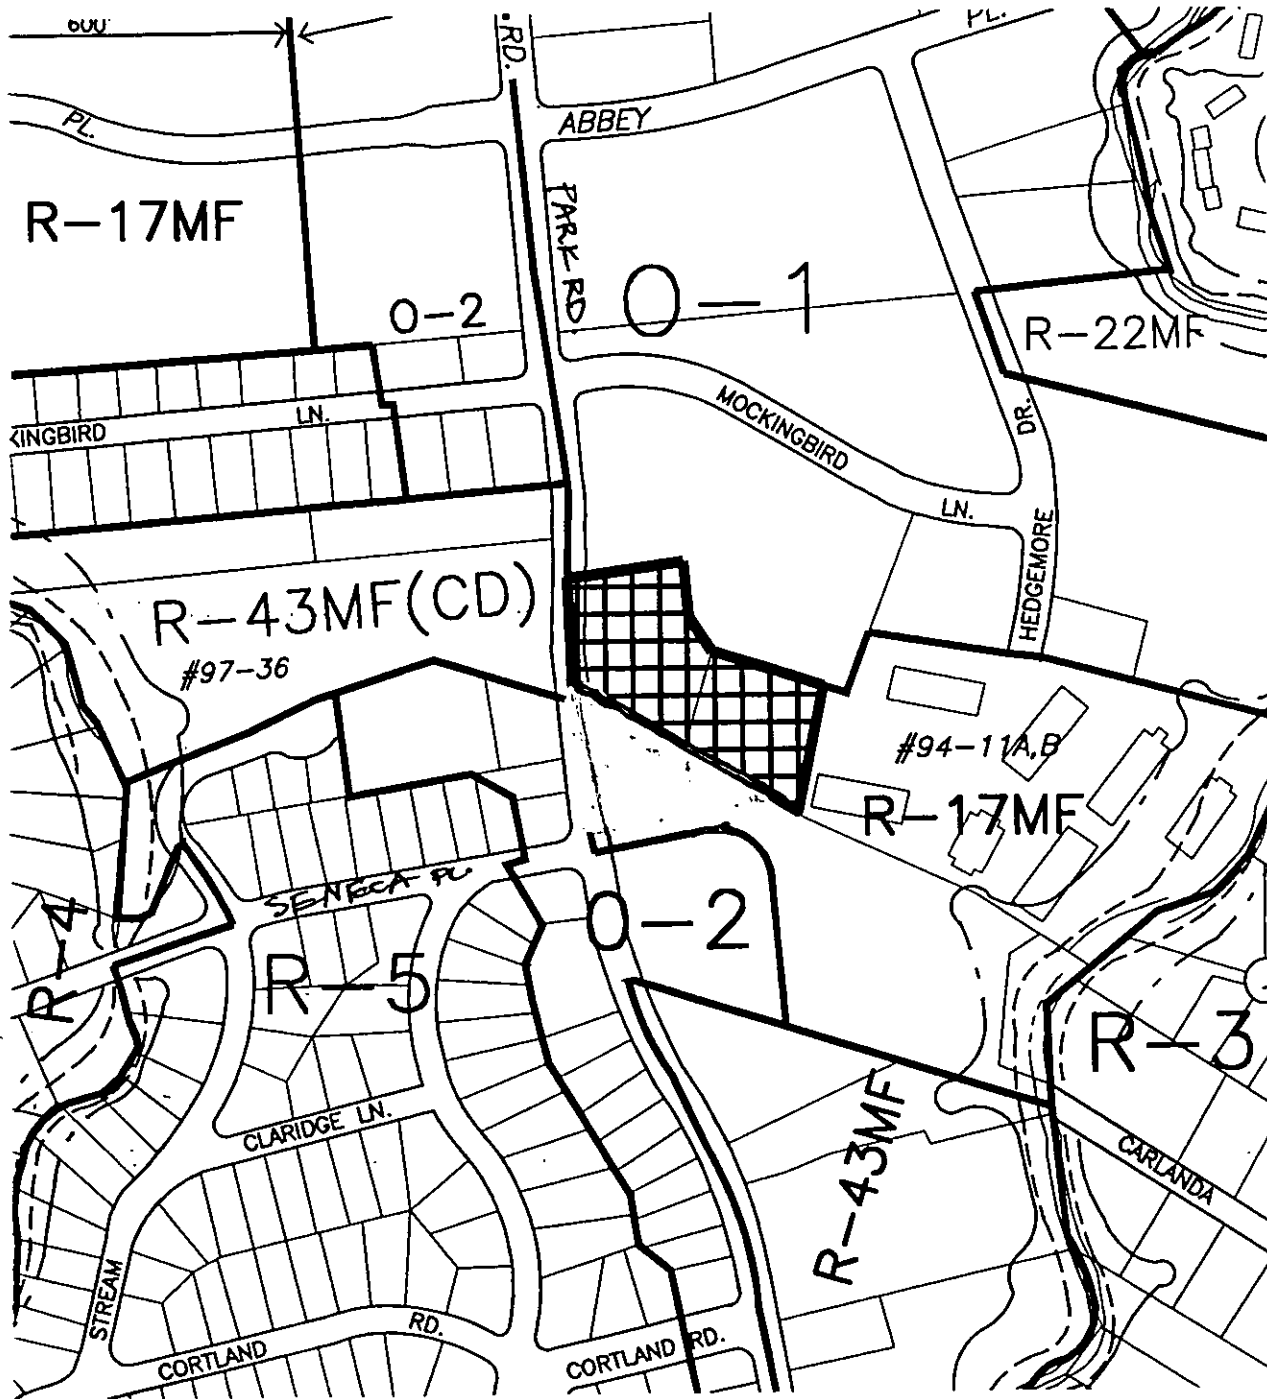 600'
RD.
PL.
PL.
ABBEY
R-17MF
PARK RD.
O-1
O-2
R-22MF
MOCKINGBIRD
LN.
DR.
KINGBIRD
LN.
HEDGEMORE
R-43MF(CD)
#97-36
#94-11A,B
R-17MF
SENECA PL.
R-4
O-2
R-5
R-3
R-43MF
CLARIDGE LN.
CARLANDA
STREAM
CORTLAND
RD.
CORTLAND RD.